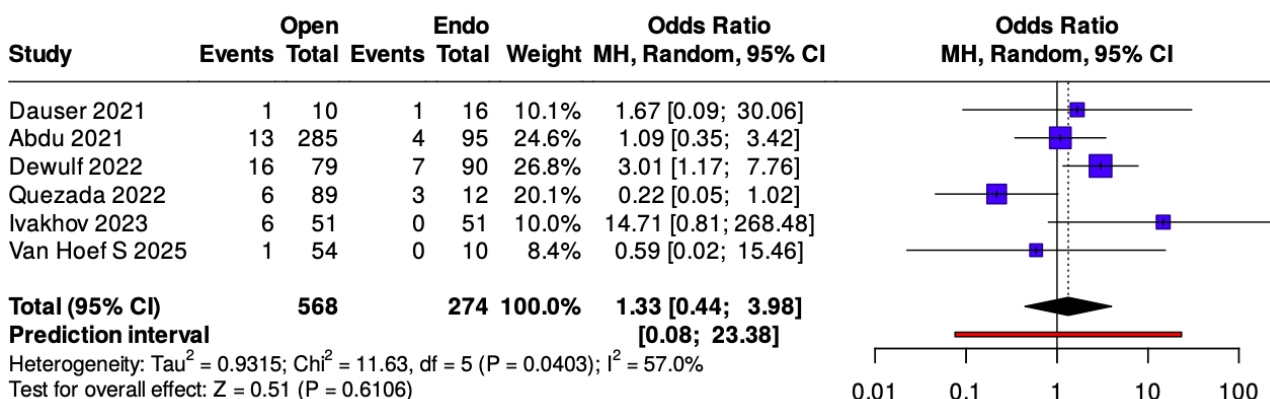 Open Endo Odds Ratio Odds Ratio
Study Events Total Events Total Weight MH, Random, 95% CI MH, Random, 95% CI
Dauser 2021 1 10 1 16 10.1% 1.67 [0.09; 30.06]
Abdu 2021 13 285 4 95 24.6% 1.09 [0.35; 3.42]
Dewulf 2022 16 79 7 90 26.8% 3.01 [1.17; 7.76]
Quezada 2022 6 89 3 12 20.1% 0.22 [0.05; 1.02]
Ivakhov 2023 6 51 0 51 10.0% 14.71 [0.81; 268.48]
Van Hoef S 2025 1 54 0 10 8.4% 0.59 [0.02; 15.46]
Total (95% CI) 568 274 100.0% 1.33 [0.44; 3.98]
Prediction interval [0.08; 23.38]
Heterogeneity: Tau² = 0.9315; Chi² = 11.63, df = 5 (P = 0.0403); I² = 57.0%
Test for overall effect: Z = 0.51 (P = 0.6106)
0.01 0.1 1 10 100